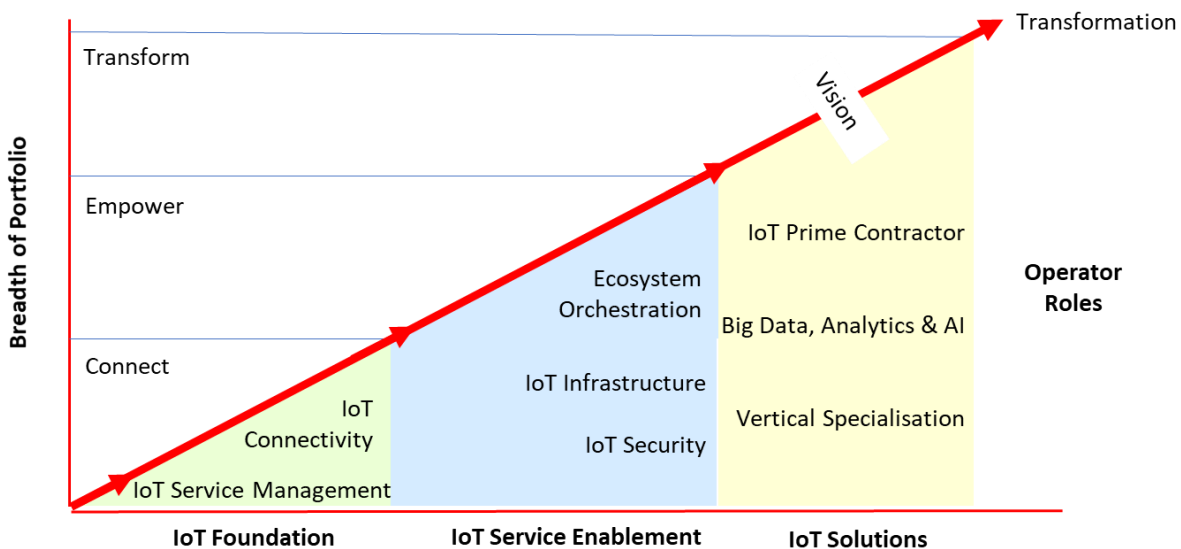 Transformation
Transform
Vision
Breadth of Portfolio
Empower
IoT Prime Contractor
Ecosystem
Orchestration
Operator
Roles
Big Data, Analytics & AI
Connect
IoT Infrastructure
IoT
Connectivity
Vertical Specialisation
IoT Security
IoT Service Management
IoT Foundation
IoT Service Enablement
IoT Solutions